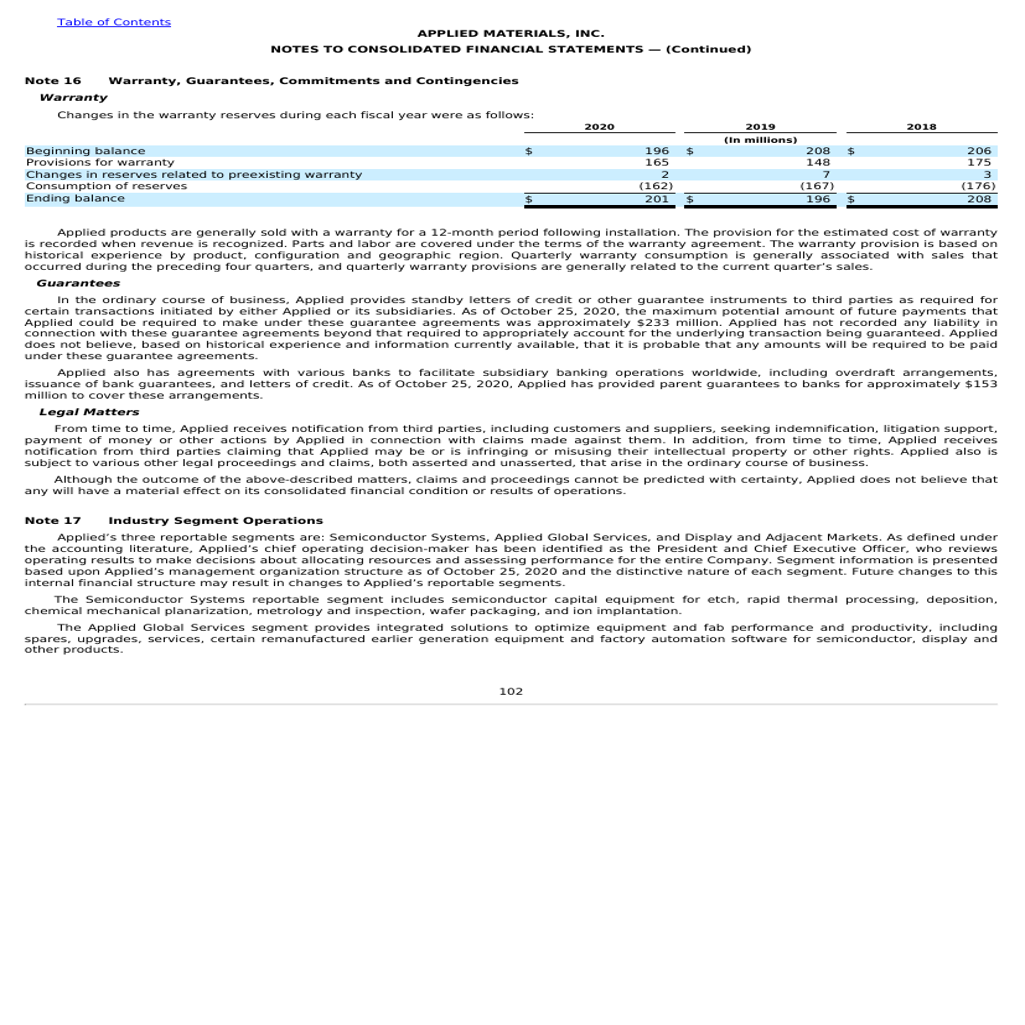 Table of Contents
APPLIED MATERIALS, INC.
NOTES TO CONSOLIDATED FINANCIAL STATEMENTS — (Continued)
Note 16 Warranty, Guarantees, Commitments and Contingencies
Warranty
Changes in the warranty reserves during each fiscal year were as follows:
2020 2019 2018
(In millions)
Beginning balance $ 196 $ 208 $ 206
Provisions for warranty 165 148 175
Changes in reserves related to preexisting warranty 2 7 3
Consumption of reserves (162) (167) (176)
Ending balance $ 201 $ 196 $ 208
Applied products are generally sold with a warranty for a 12-month period following installation. The provision for the estimated cost of warranty
is recorded when revenue is recognized. Parts and labor are covered under the terms of the warranty agreement. The warranty provision is based on
historical experience by product, configuration and geographic region. Quarterly warranty consumption is generally associated with sales that
occurred during the preceding four quarters, and quarterly warranty provisions are generally related to the current quarter’s sales.
Guarantees
In the ordinary course of business, Applied provides standby letters of credit or other guarantee instruments to third parties as required for
certain transactions initiated by either Applied or its subsidiaries. As of October 25, 2020, the maximum potential amount of future payments that
Applied could be required to make under these guarantee agreements was approximately $233 million. Applied has not recorded any liability in
connection with these guarantee agreements beyond that required to appropriately account for the underlying transaction being guaranteed. Applied
does not believe, based on historical experience and information currently available, that it is probable that any amounts will be required to be paid
under these guarantee agreements.
Applied also has agreements with various banks to facilitate subsidiary banking operations worldwide, including overdraft arrangements,
issuance of bank guarantees, and letters of credit. As of October 25, 2020, Applied has provided parent guarantees to banks for approximately $153
million to cover these arrangements.
Legal Matters
From time to time, Applied receives notification from third parties, including customers and suppliers, seeking indemnification, litigation support,
payment of money or other actions by Applied in connection with claims made against them. In addition, from time to time, Applied receives
notification from third parties claiming that Applied may be or is infringing or misusing their intellectual property or other rights. Applied also is
subject to various other legal proceedings and claims, both asserted and unasserted, that arise in the ordinary course of business.
Although the outcome of the above-described matters, claims and proceedings cannot be predicted with certainty, Applied does not believe that
any will have a material effect on its consolidated financial condition or results of operations.
Note 17 Industry Segment Operations
Applied’s three reportable segments are: Semiconductor Systems, Applied Global Services, and Display and Adjacent Markets. As defined under
the accounting literature, Applied’s chief operating decision-maker has been identified as the President and Chief Executive Officer, who reviews
operating results to make decisions about allocating resources and assessing performance for the entire Company. Segment information is presented
based upon Applied’s management organization structure as of October 25, 2020 and the distinctive nature of each segment. Future changes to this
internal financial structure may result in changes to Applied’s reportable segments.
The Semiconductor Systems reportable segment includes semiconductor capital equipment for etch, rapid thermal processing, deposition,
chemical mechanical planarization, metrology and inspection, wafer packaging, and ion implantation.
The Applied Global Services segment provides integrated solutions to optimize equipment and fab performance and productivity, including
spares, upgrades, services, certain remanufactured earlier generation equipment and factory automation software for semiconductor, display and
other products.
102